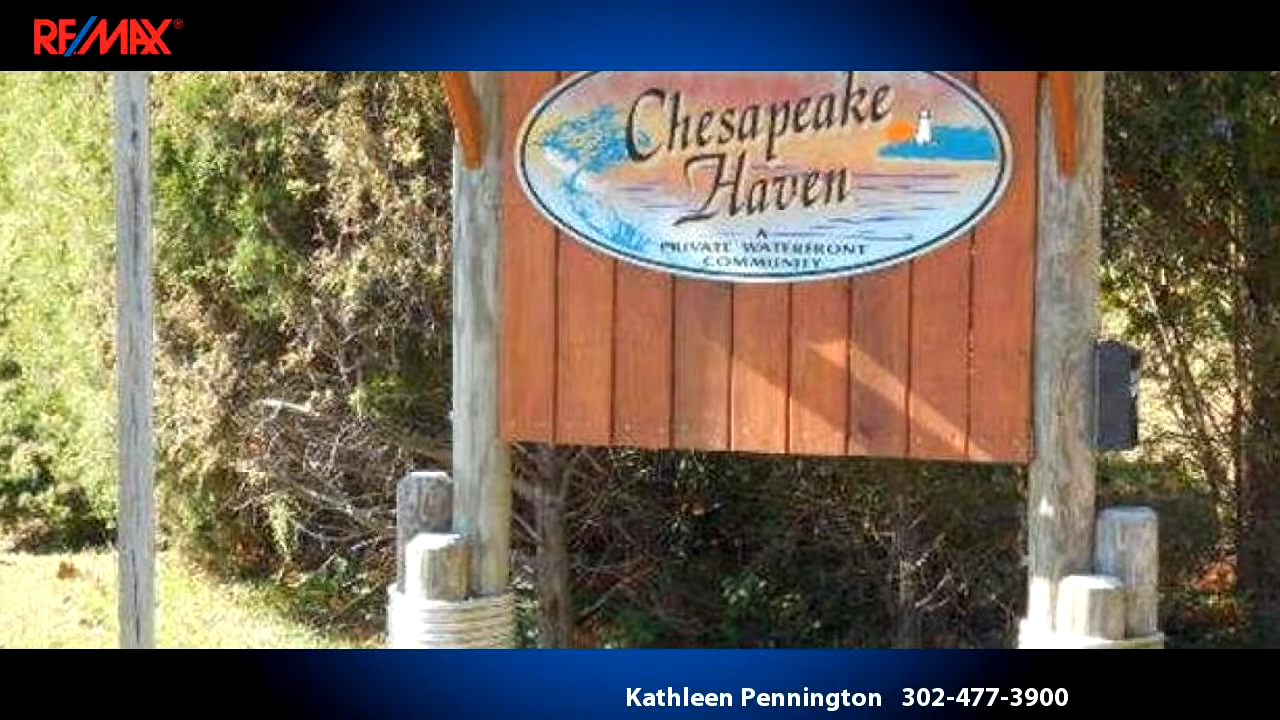 RE/MAX®
Chesapeake
Haven
A
PRIVATE WATERFRONT
COMMUNITY
Kathleen Pennington 302-477-3900